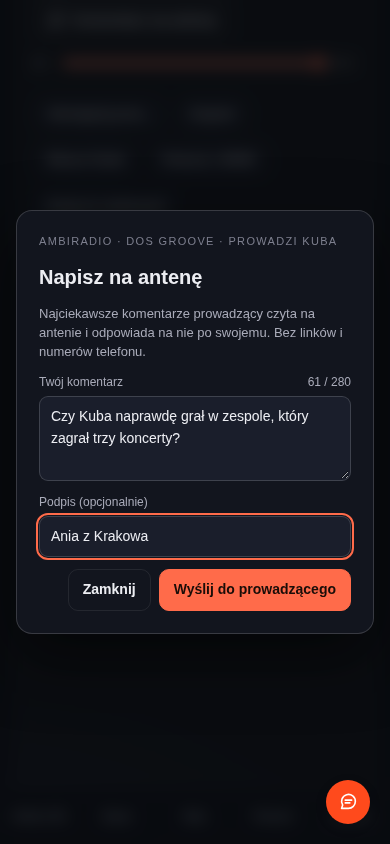 AMBIRADIO · DOS GROOVE · PROWADZI KUBA
Napisz na antenę
Najciekawsze komentarze prowadzący czyta na
antenie i odpowiada na nie po swojemu. Bez linków i
numerów telefonu.
Twój komentarz 61 / 280
Czy Kuba naprawdę grał w zespole, który
zagrał trzy koncerty?
Podpis (opcjonalnie)
Ania z Krakowa
Zamknij Wyślij do prowadzącego